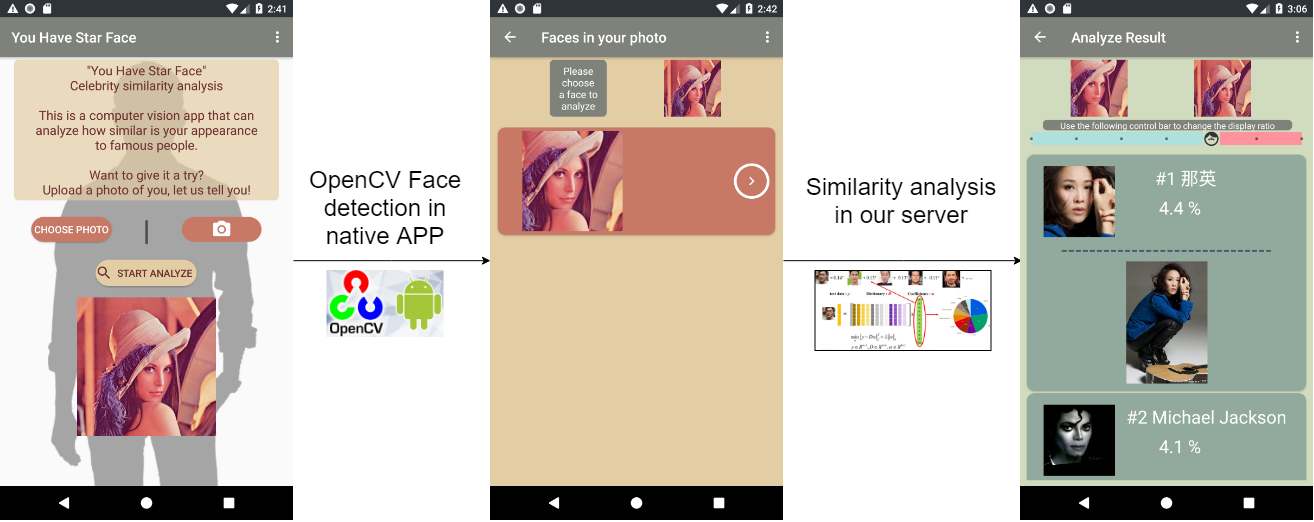 2:41
You Have Star Face
"You Have Star Face"
Celebrity similarity analysis
This is a computer vision app that can
analyze how similar is your appearance
to famous people.
Want to give it a try?
Upload a photo of you, let us tell you!
CHOOSE PHOTO
START ANALYZE
OpenCV Face
detection in
native APP
OpenCV
2:42
Faces in your photo
Please
choose
a face to
analyze
Similarity analysis
in our server
3:06
Analyze Result
Use the following control bar to change the display ratio
#1 那英
4.4 %
#2 Michael Jackson
4.1 %